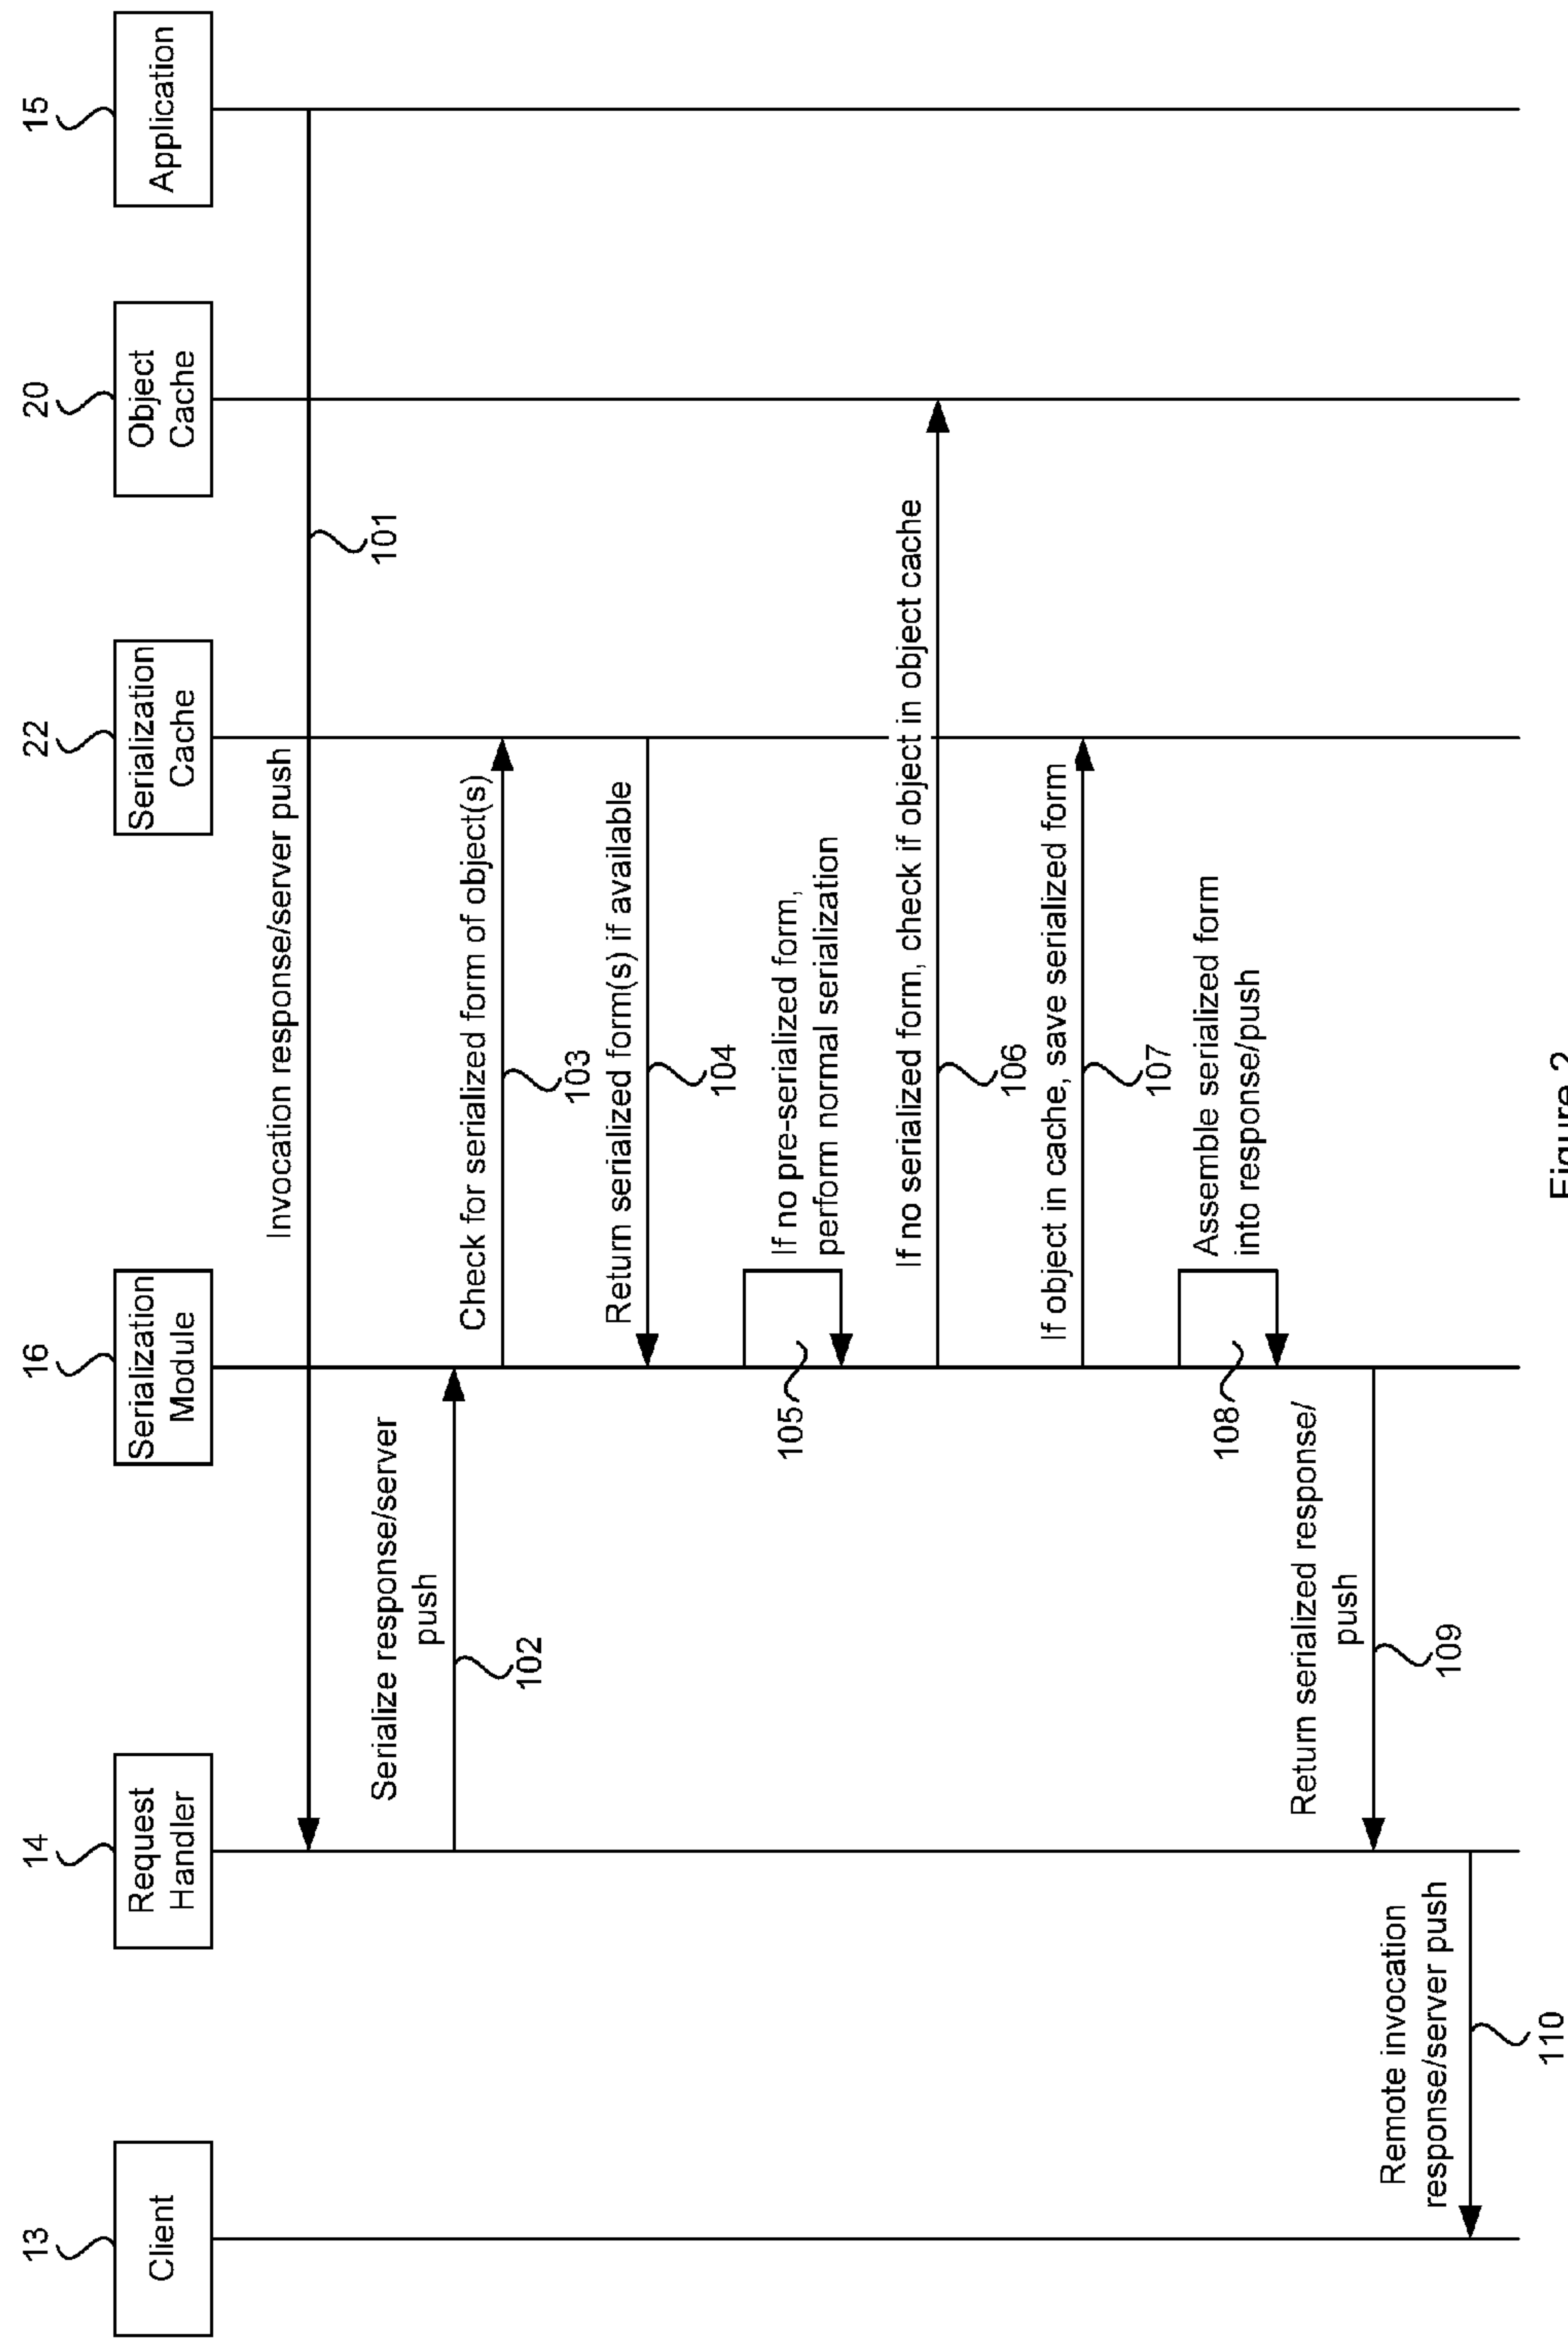 13
14
16
22
20
15
Client
Request
Handler
Serialization
Module
Serialization
Cache
Object
Cache
Application
Invocation response/server push
101
Serialize response/server
push
102
Check for serialized form of object(s)
103
Return serialized form(s) if available
104
If no pre-serialized form,
perform normal serialization
105
If no serialized form, check if object in object cache
106
If object in cache, save serialized form
107
Assemble serialized form
into response/push
108
Return serialized response/
push
109
Remote invocation
response/server push
110
Figure 2